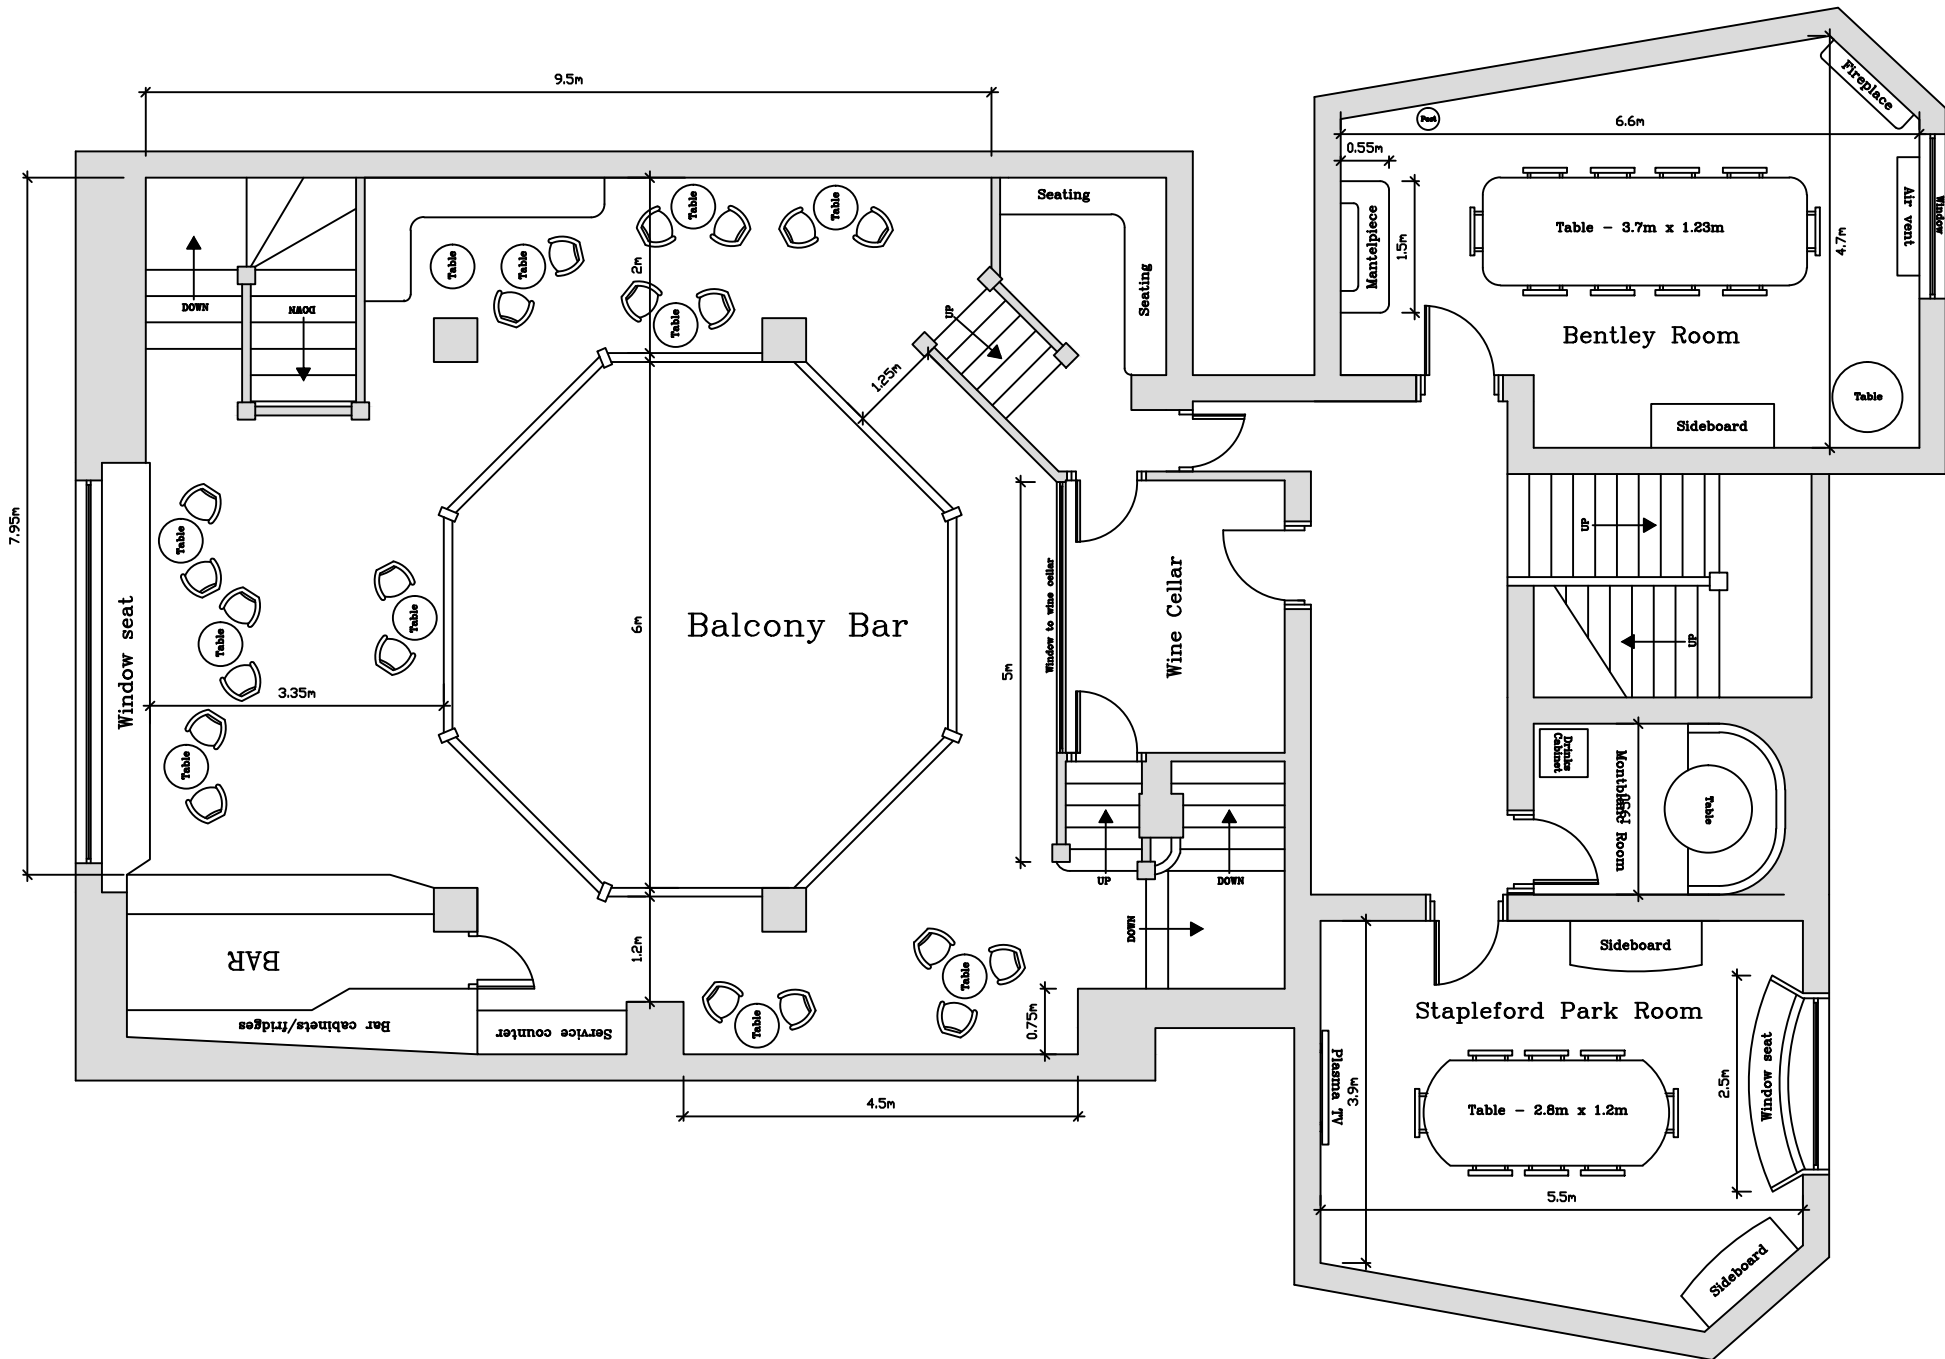 9.5m
Fireplace
Post
6.6m
0.55m
Seating
Table
Table
Air vent
Window
Table - 3.7m x 1.23m
4.7m
Mantelpiece
1.5m
2m
Table
Table
Seating
DOWN
DOWN
UP
Table
Bentley Room
1.25m
Table
Sideboard
7.95m
Table
UP
Window to wine cellar
Wine Cellar
Balcony Bar
6m
Table
Table
UP
Window seat
5m
3.35m
Drinks
Cabinet
Montblanc Room
1950
Table
Table
UP
DOWN
DOWN
1.2m
Sideboard
BAR
Table
Stapleford Park Room
Bar cabinets/fridges
Service counter
Table
0.75m
Plasma TV
3.9m
2.5m
Window seat
4.5m
Table - 2.8m x 1.2m
5.5m
Sideboard